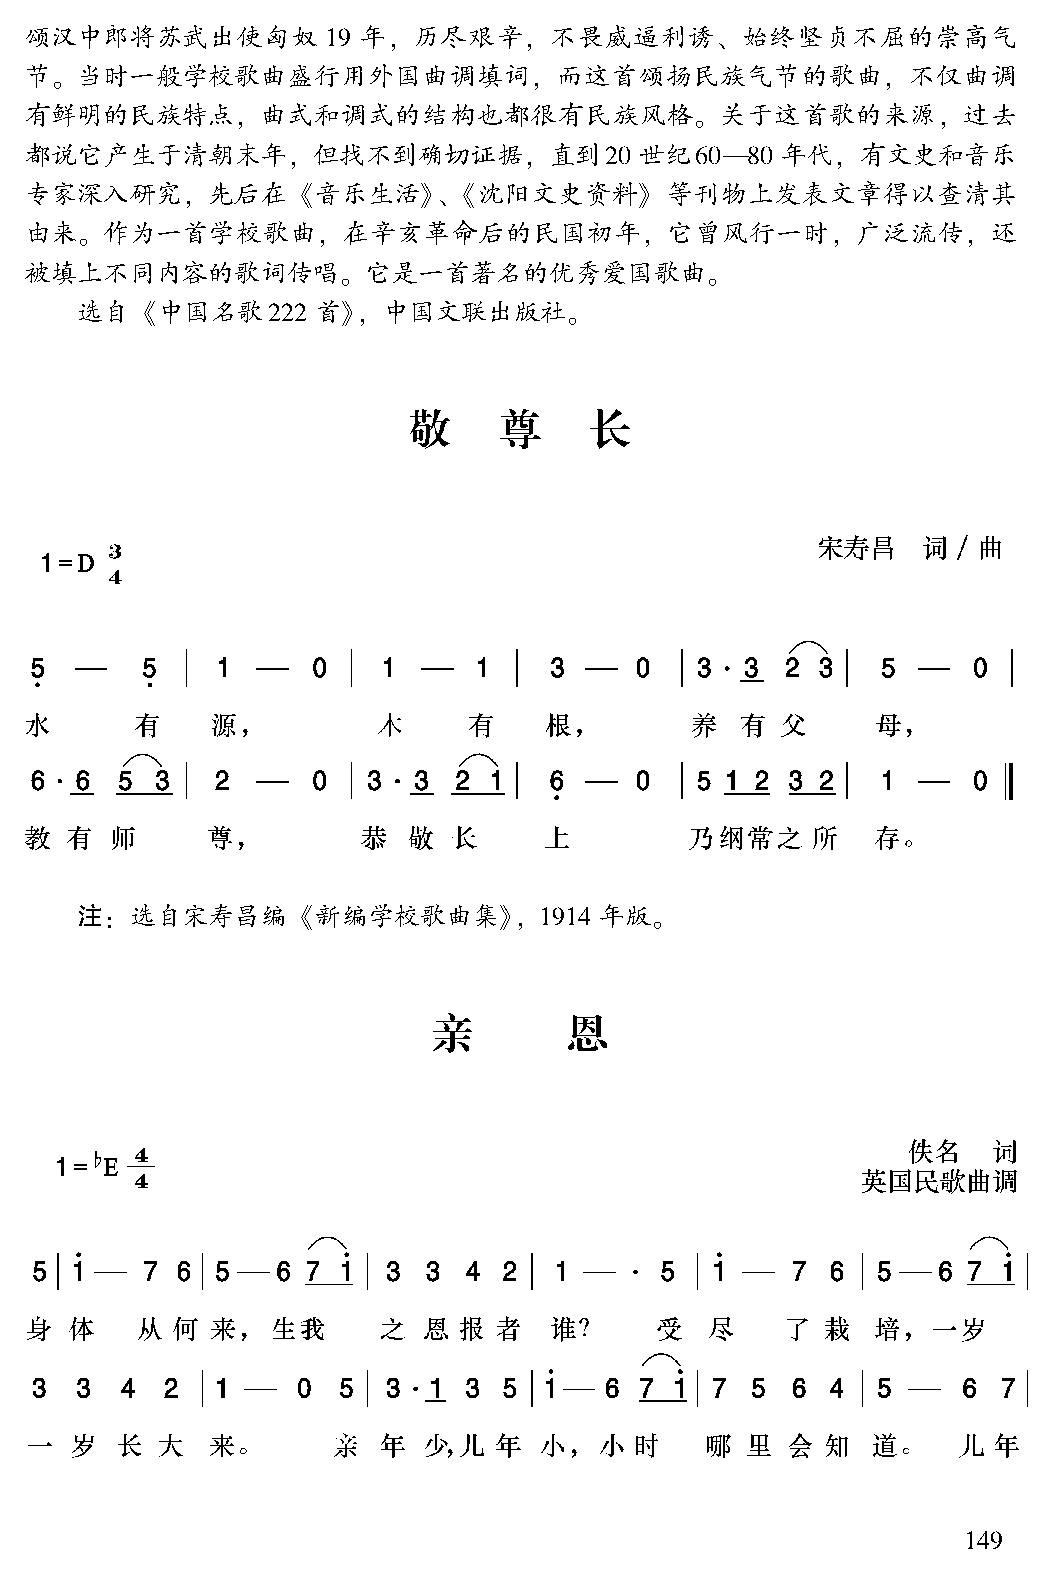 颂汉中郎将苏武出使匈奴 19 年，历尽艰辛，不畏威逼利诱、始终坚贞不屈的崇高气
节。当时一般学校歌曲盛行用外国曲调填词，而这首颂扬民族气节的歌曲，不仅曲调
有鲜明的民族特点，曲式和调式的结构也都很有民族风格。关于这首歌的来源，过去
都说它产生于清朝末年，但找不到确切证据，直到 20 世纪 60—80 年代，有文史和音乐
专家深入研究，先后在《音乐生活》、《沈阳文史资料》等刊物上发表文章得以查清其
由来。作为一首学校歌曲，在辛亥革命后的民国初年，它曾风行一时，广泛流传，还
被填上不同内容的歌词传唱。它是一首著名的优秀爱国歌曲。
选自《中国名歌 222 首》，中国文联出版社。
敬 尊 长
1=D 3/4
宋寿昌 词 / 曲
5̣ — 5̣ | 1 — 0 | 1 — 1 | 3 — 0 | 3 · 3 2 3 | 5 — 0 |
水 有 源， 木 有 根， 养 有 父 母，
6 · 6 5 3 | 2 — 0 | 3 · 3 2 1 | 6̣ — 0 | 5 1 2 3 2 | 1 — 0 ‖
教 有 师 尊， 恭 敬 长 上 乃纲常之 所 存。
注：选自宋寿昌编《新编学校歌曲集》，1914 年版。
亲 恩
1=♭E 4/4
佚名 词
英国民歌曲调
5 | 1̇ — 7 6 | 5 — 6 7 1̇ | 3 3 4 2 | 1 — · 5 | 1̇ — 7 6 | 5 — 6 7 1̇ |
身 体 从 何 来，生我 之 恩 报 者 谁？ 受 尽 了 栽 培，一岁
3 3 4 2 | 1 — 0 5 | 3 · 1 3 5 | 1̇ — 6 7 1̇ | 7 5 6 4 | 5 — 6 7 |
一 岁 长 大 来。 亲 年 少，儿 年 小，小 时 哪 里 会 知 道。 儿 年
149